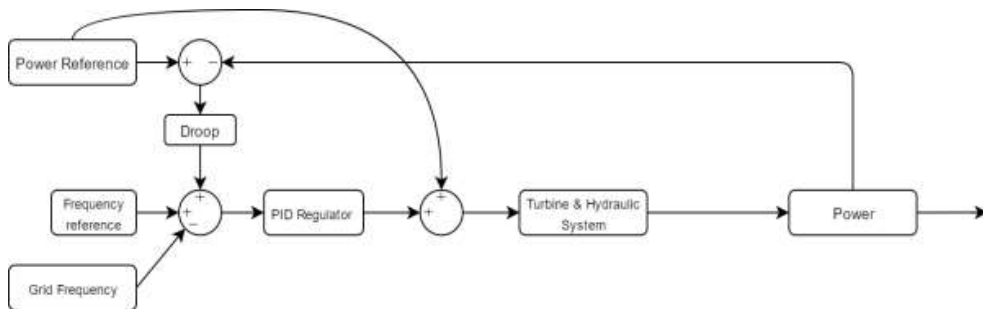 Power Reference
+
−
Droop
Frequency
reference
+
+
−
PID Regulator
+
+
Turbine & Hydraulic
System
Power
Grid Frequency